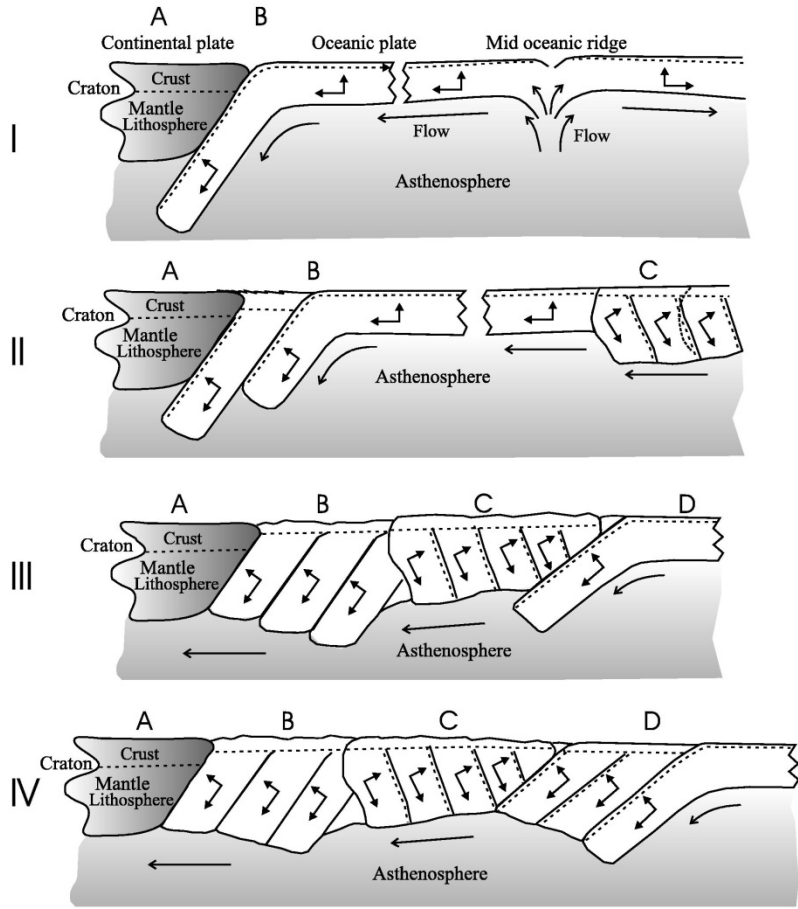 A B
Continental plate Oceanic plate Mid oceanic ridge
Craton Crust
Mantle
Lithosphere
Flow Flow
I
Asthenosphere
A B C
Craton Crust
Mantle
Lithosphere
II
Asthenosphere
A B C D
Craton Crust
Mantle
Lithosphere
III
Asthenosphere
A B C D
Craton Crust
Mantle
Lithosphere
IV
Asthenosphere